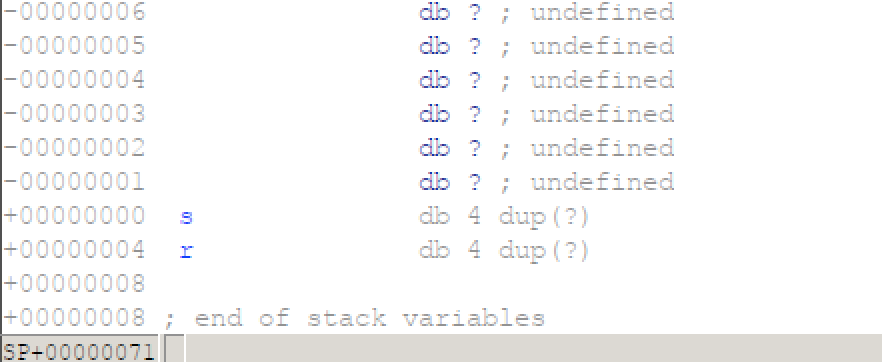 -00000006 db ? ; undefined
-00000005 db ? ; undefined
-00000004 db ? ; undefined
-00000003 db ? ; undefined
-00000002 db ? ; undefined
-00000001 db ? ; undefined
+00000000 s db 4 dup(?)
+00000004 r db 4 dup(?)
+00000008
+00000008 ; end of stack variables
SP+00000071